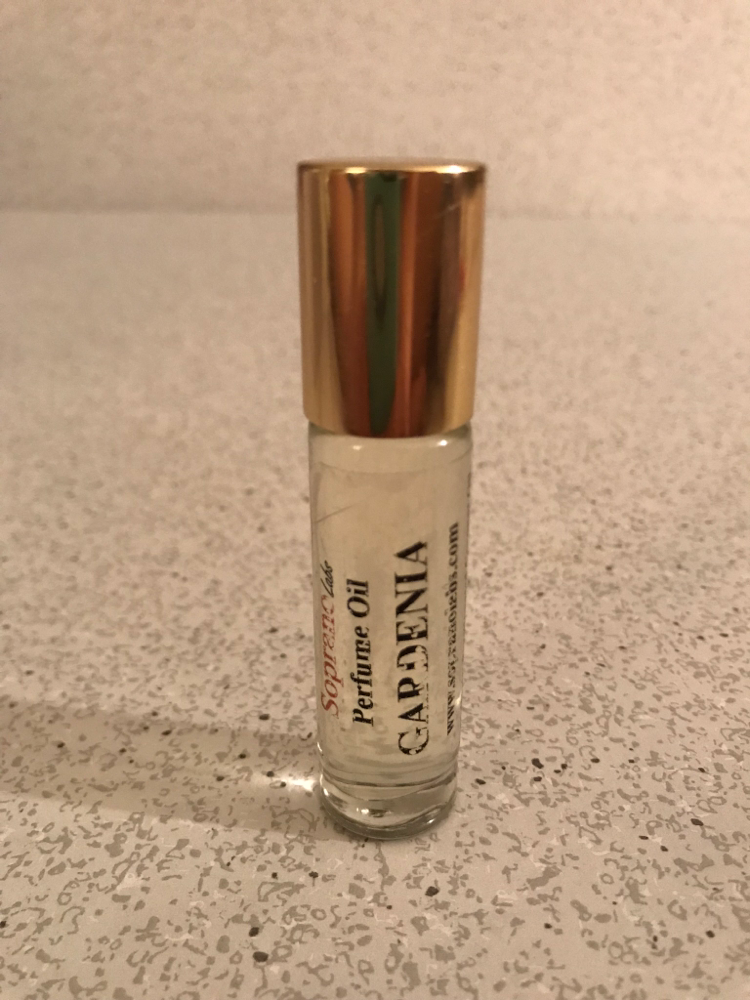 Soprano Labs
Perfume Oil
GARDENIA